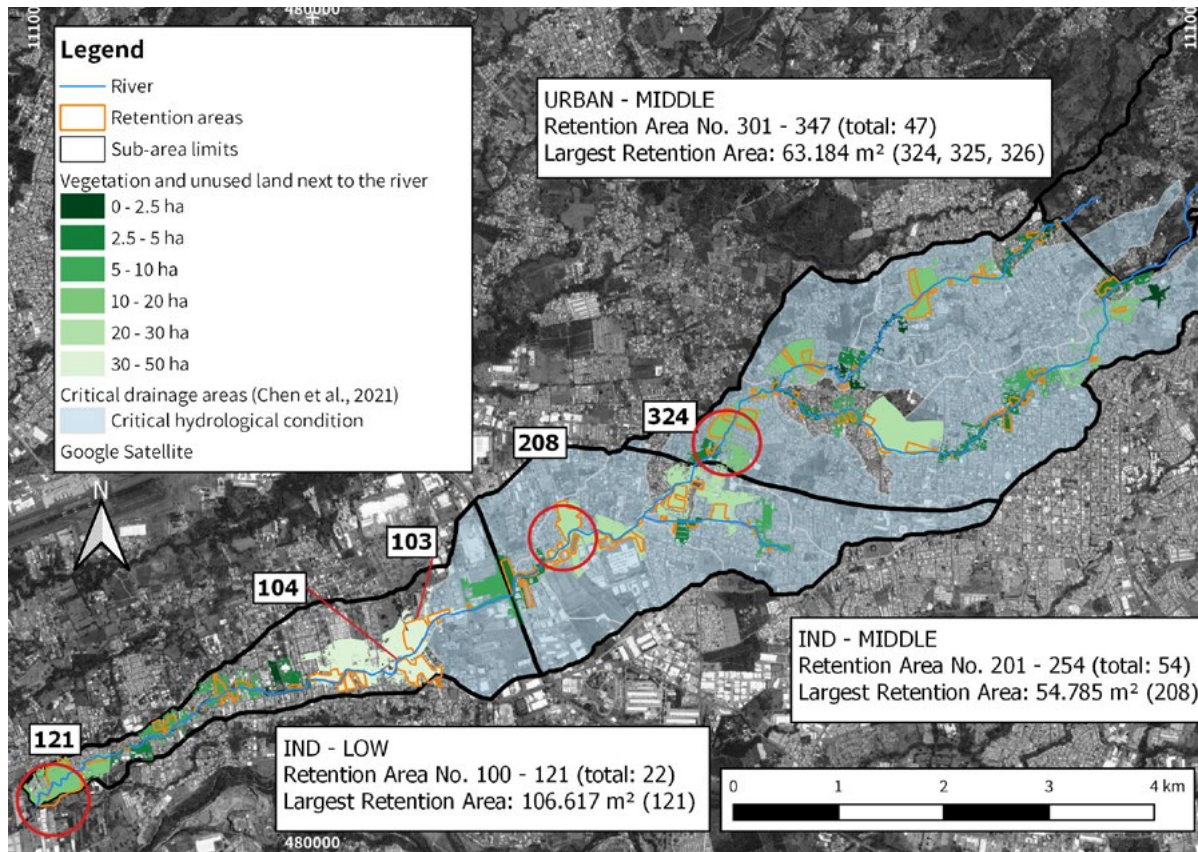 11100
480000
11100
Legend
River
Retention areas
Sub-area limits
Vegetation and unused land next to the river
0 - 2.5 ha
2.5 - 5 ha
5 - 10 ha
10 - 20 ha
20 - 30 ha
30 - 50 ha
Critical drainage areas (Chen et al., 2021)
Critical hydrological condition
Google Satellite
URBAN - MIDDLE
Retention Area No. 301 - 347 (total: 47)
Largest Retention Area: 63.184 m² (324, 325, 326)
324
208
N
103
104
IND - MIDDLE
Retention Area No. 201 - 254 (total: 54)
Largest Retention Area: 54.785 m² (208)
121
IND - LOW
Retention Area No. 100 - 121 (total: 22)
Largest Retention Area: 106.617 m² (121)
0 1 2 3 4 km
480000